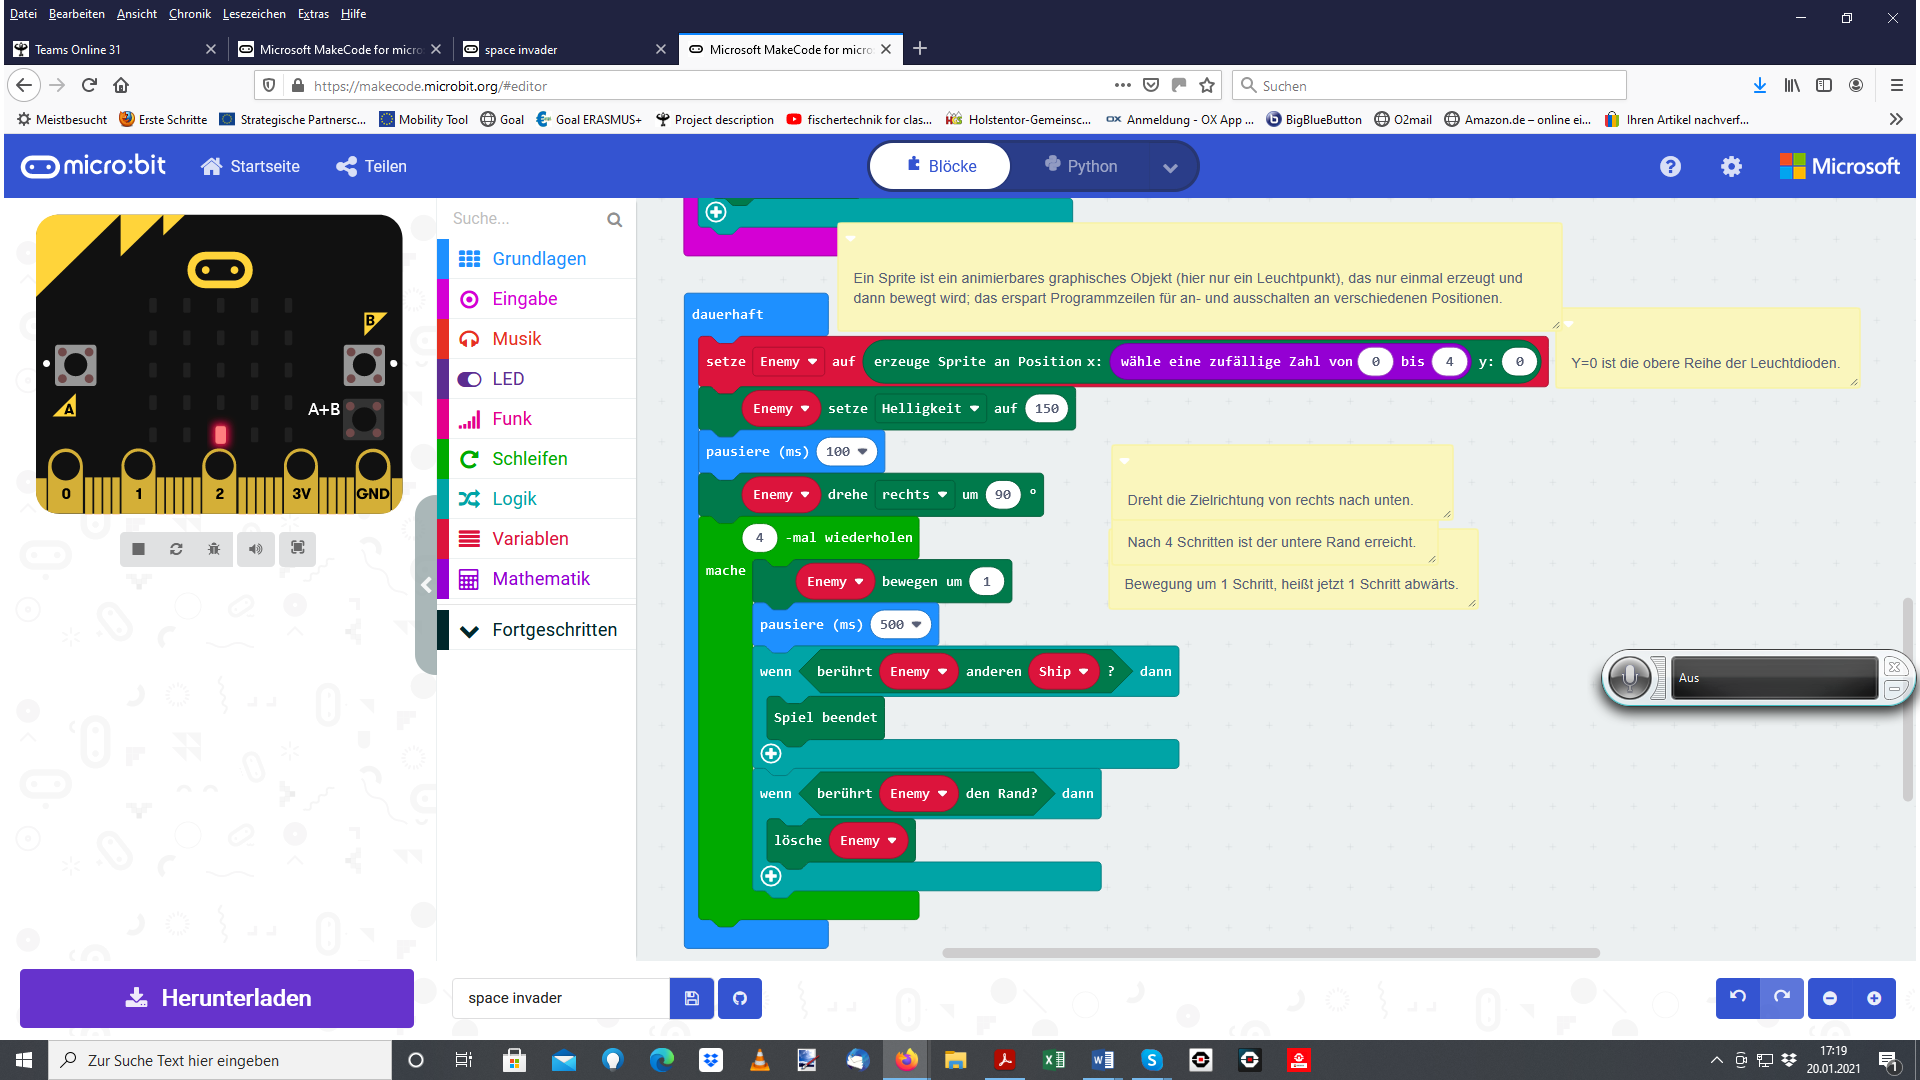 Datei Bearbeiten Ansicht Chronik Lesezeichen Extras Hilfe
Teams Online 31
Microsoft MakeCode for micro
space invader
Microsoft MakeCode for micro
https://makecode.microbit.org/#editor
Suchen
Meistbesucht Erste Schritte Strategische Partnersc... Mobility Tool Goal Goal ERASMUS+ Project description fischertechnik for clas... Holstentor-Gemeinsc... Anmeldung - OX App ... BigBlueButton O2mail Amazon.de – online ei... Ihren Artikel nachverf...
micro:bit Startseite Teilen Blöcke Python Microsoft
B
A
A+B
0 1 2 3V GND
Suche...
Grundlagen
Eingabe
Musik
LED
Funk
Schleifen
Logik
Variablen
Mathematik
Fortgeschritten
Ein Sprite ist ein animierbares graphisches Objekt (hier nur ein Leuchtpunkt), das nur einmal erzeugt und
dann bewegt wird; das erspart Programmzeilen für an- und ausschalten an verschiedenen Positionen.
dauerhaft
setze Enemy auf erzeuge Sprite an Position x: wähle eine zufällige Zahl von 0 bis 4 y: 0
Y=0 ist die obere Reihe der Leuchtdioden.
Enemy setze Helligkeit auf 150
pausiere (ms) 100
Enemy drehe rechts um 90 °
Dreht die Zielrichtung von rechts nach unten.
4 -mal wiederholen
Nach 4 Schritten ist der untere Rand erreicht.
mache
Enemy bewegen um 1
Bewegung um 1 Schritt, heißt jetzt 1 Schritt abwärts.
pausiere (ms) 500
wenn berührt Enemy anderen Ship ? dann
Spiel beendet
wenn berührt Enemy den Rand? dann
lösche Enemy
Aus
Herunterladen
space invader
Zur Suche Text hier eingeben
17:19
20.01.2021
1